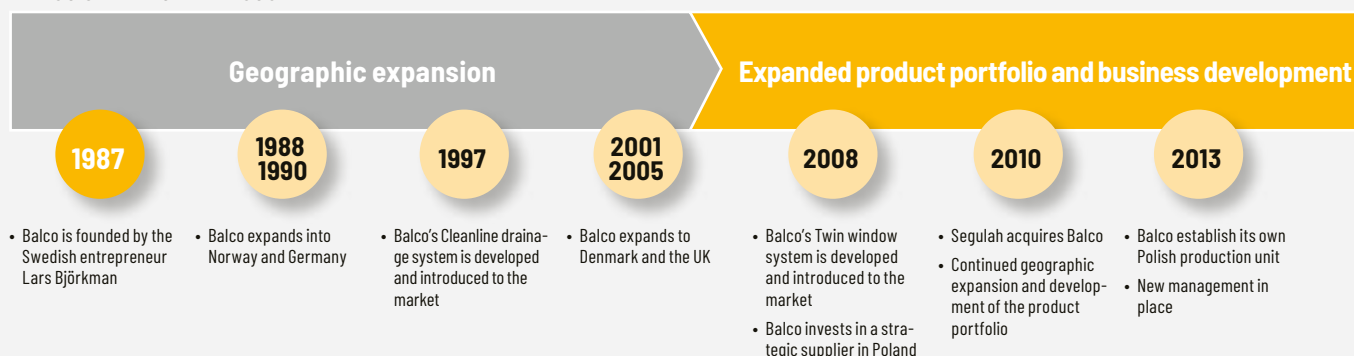 Geographic expansion
Expanded product portfolio and business development
1987
1988
1990
1997
2001
2005
2008
2010
2013
• Balco is founded by the
Swedish entrepreneur
Lars Björkman
• Balco expands into
Norway and Germany
• Balco's Cleanline draina-
ge system is developed
and introduced to the
market
• Balco expands to
Denmark and the UK
• Balco's Twin window
system is developed
and introduced to the
market
• Balco invests in a stra-
tegic supplier in Poland
• Segulah acquires Balco
• Continued geographic
expansion and develop-
ment of the product
portfolio
• Balco establish its own
Polish production unit
• New management in
place